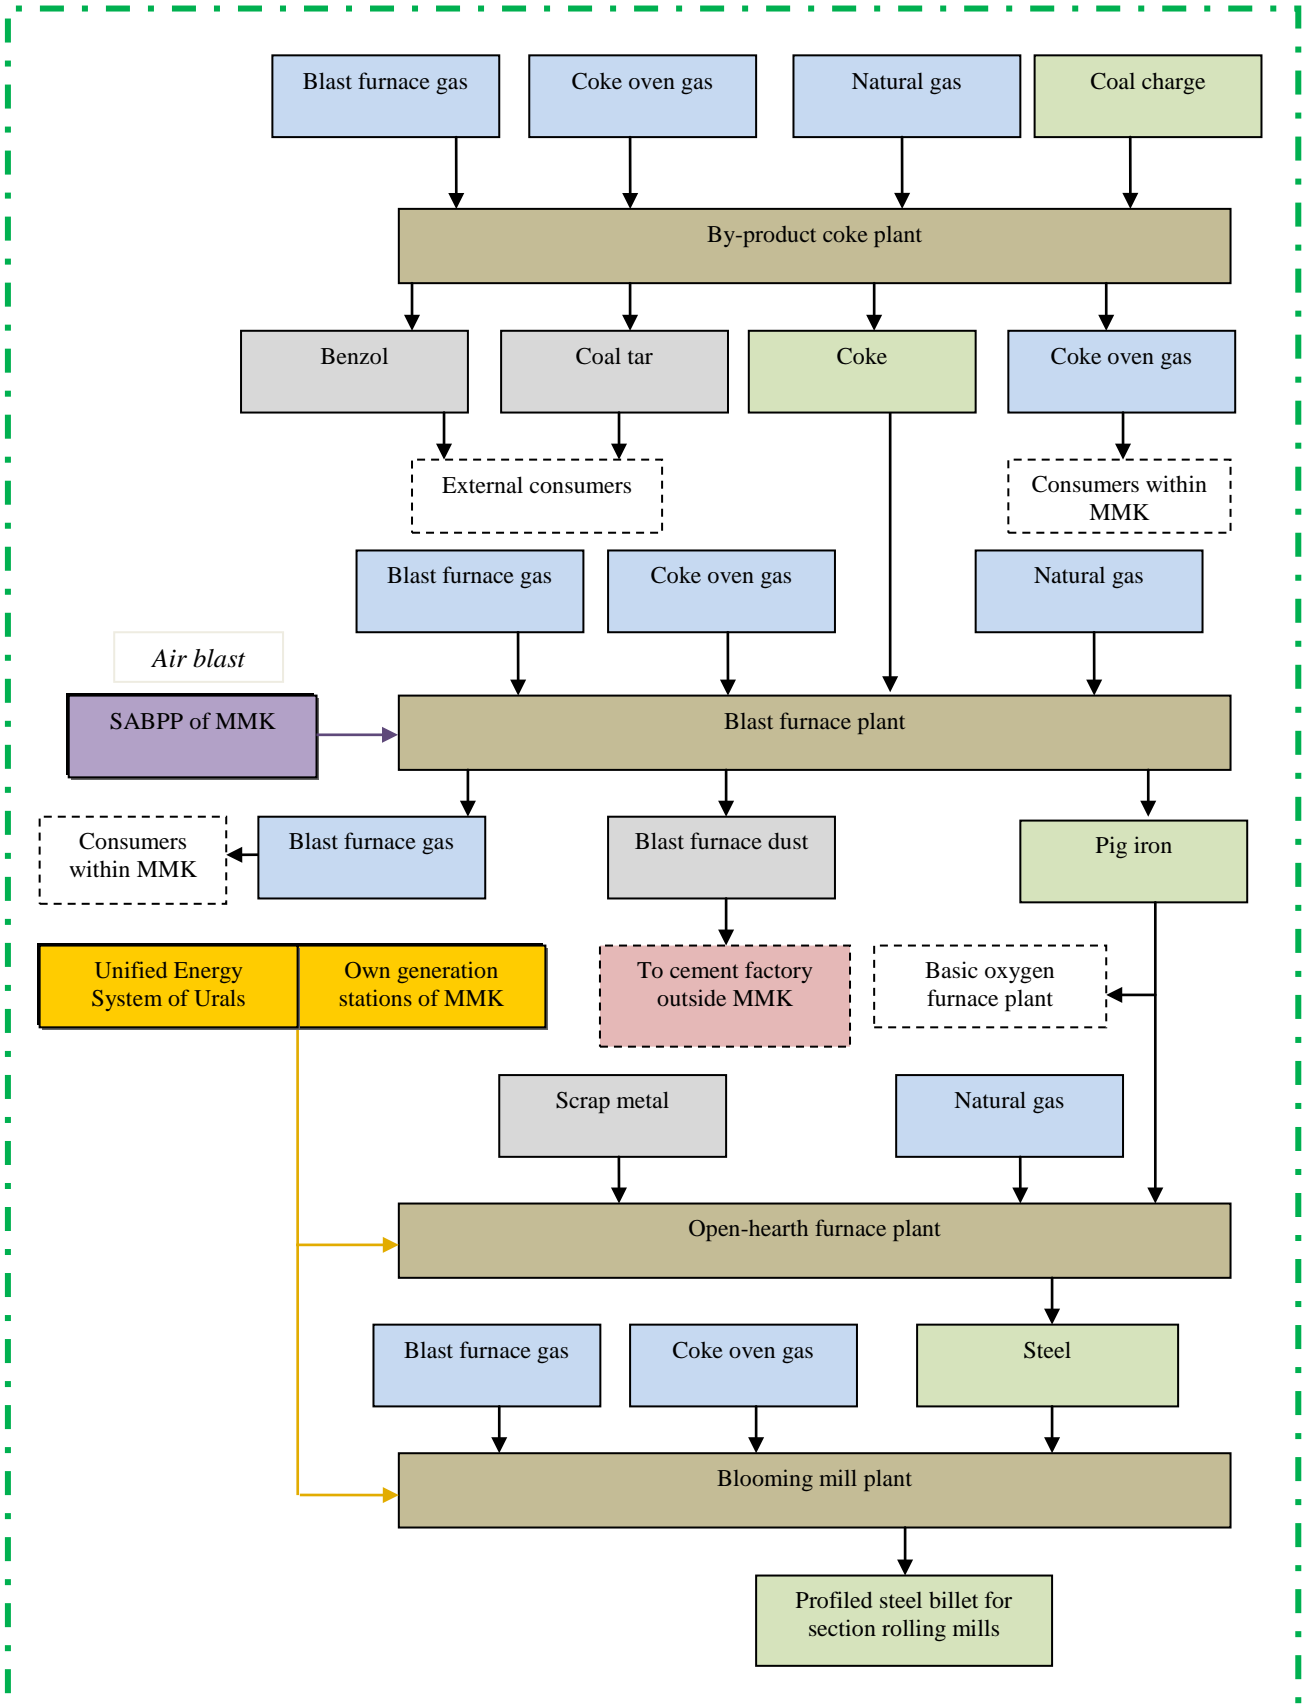 Blast furnace gas
Coke oven gas
Natural gas
Coal charge
By-product coke plant
Benzol
Coal tar
Coke
Coke oven gas
External consumers
Consumers within
MMK
Blast furnace gas
Coke oven gas
Natural gas
Air blast
SABPP of MMK
Blast furnace plant
Consumers
within MMK
Blast furnace gas
Blast furnace dust
Pig iron
Unified Energy
System of Urals
Own generation
stations of MMK
To cement factory
outside MMK
Basic oxygen
furnace plant
Scrap metal
Natural gas
Open-hearth furnace plant
Blast furnace gas
Coke oven gas
Steel
Blooming mill plant
Profiled steel billet for
section rolling mills